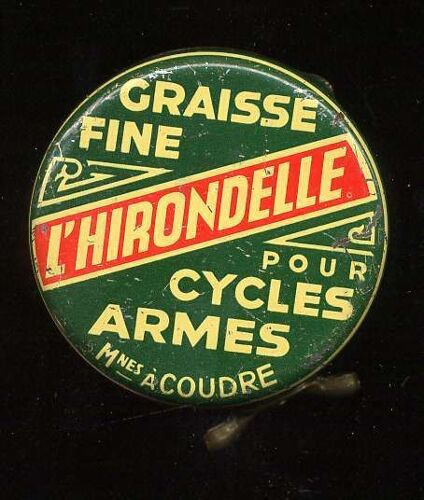 GRAISSE
FINE
L'HIRONDELLE
POUR
CYCLES
ARMES
MNES À COUDRE